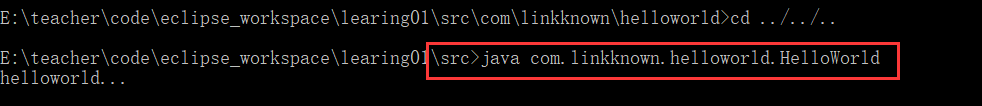 E:\teacher\code\eclipse_workspace\learing01\src\com\linkknown\helloworld>cd ../../..
E:\teacher\code\eclipse_workspace\learing01\src>java com.linkknown.helloworld.HelloWorld
helloworld...